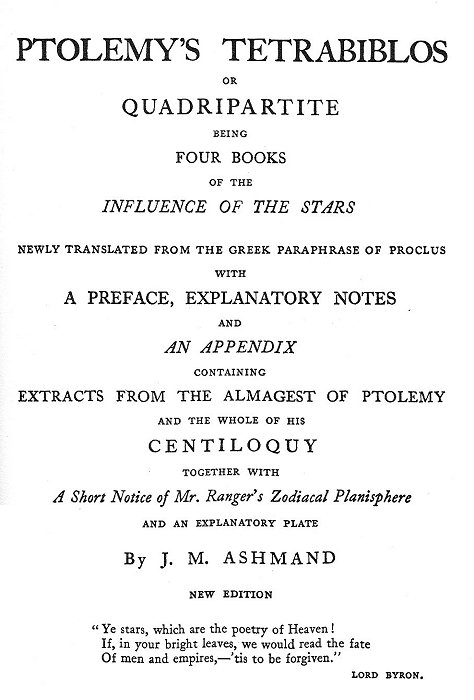 PTOLEMY'S TETRABIBLOS
OR
QUADRIPARTITE
BEING
FOUR BOOKS
OF THE
INFLUENCE OF THE STARS
NEWLY TRANSLATED FROM THE GREEK PARAPHRASE OF PROCLUS
WITH
A PREFACE, EXPLANATORY NOTES
AND
AN APPENDIX
CONTAINING
EXTRACTS FROM THE ALMAGEST OF PTOLEMY
AND THE WHOLE OF HIS
CENTILOQUY
TOGETHER WITH
A Short Notice of Mr. Ranger's Zodiacal Planisphere
AND AN EXPLANATORY PLATE
By J. M. ASHMAND
NEW EDITION
"Ye stars, which are the poetry of Heaven!
If, in your bright leaves, we would read the fate
Of men and empires,—'tis to be forgiven."
LORD BYRON.